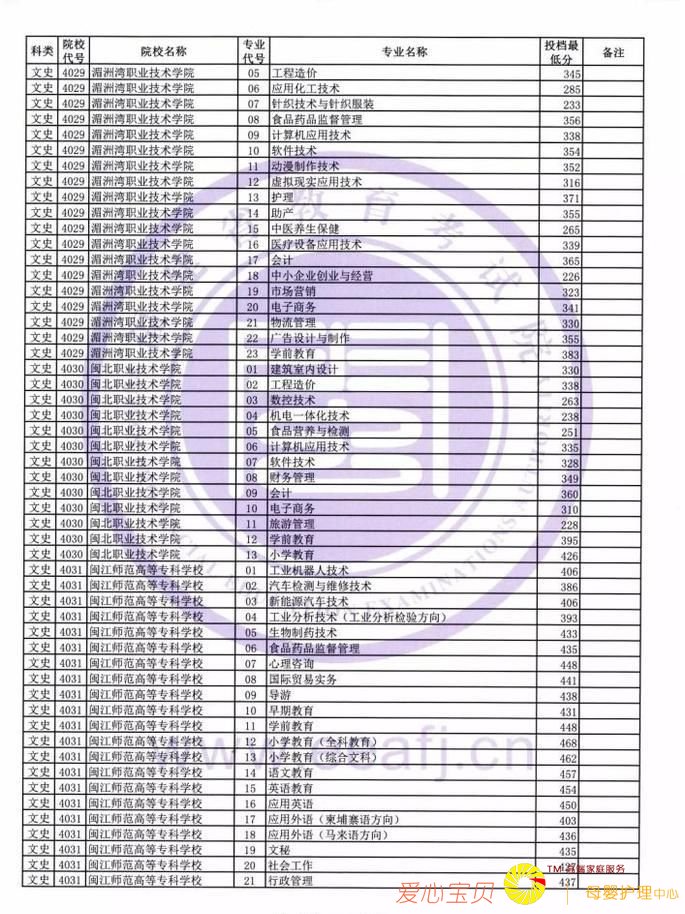 科类 院校代号 院校名称 专业代号 专业名称 投档最低分 备注
文史 4029 湄洲湾职业技术学院 05 工程造价 345
文史 4029 湄洲湾职业技术学院 06 应用化工技术 285
文史 4029 湄洲湾职业技术学院 07 针织技术与针织服装 233
文史 4029 湄洲湾职业技术学院 08 食品药品监督管理 356
文史 4029 湄洲湾职业技术学院 09 计算机应用技术 338
文史 4029 湄洲湾职业技术学院 10 软件技术 354
文史 4029 湄洲湾职业技术学院 11 动漫制作技术 352
文史 4029 湄洲湾职业技术学院 12 虚拟现实应用技术 316
文史 4029 湄洲湾职业技术学院 13 护理 371
文史 4029 湄洲湾职业技术学院 14 助产 355
文史 4029 湄洲湾职业技术学院 15 中医养生保健 265
文史 4029 湄洲湾职业技术学院 16 医疗设备应用技术 339
文史 4029 湄洲湾职业技术学院 17 会计 365
文史 4029 湄洲湾职业技术学院 18 中小企业创业与经营 226
文史 4029 湄洲湾职业技术学院 19 市场营销 323
文史 4029 湄洲湾职业技术学院 20 电子商务 341
文史 4029 湄洲湾职业技术学院 21 物流管理 330
文史 4029 湄洲湾职业技术学院 22 广告设计与制作 355
文史 4029 湄洲湾职业技术学院 23 学前教育 383
文史 4030 闽北职业技术学院 01 建筑室内设计 330
文史 4030 闽北职业技术学院 02 工程造价 338
文史 4030 闽北职业技术学院 03 数控技术 263
文史 4030 闽北职业技术学院 04 机电一体化技术 238
文史 4030 闽北职业技术学院 05 食品营养与检测 251
文史 4030 闽北职业技术学院 06 计算机应用技术 335
文史 4030 闽北职业技术学院 07 软件技术 328
文史 4030 闽北职业技术学院 08 财务管理 349
文史 4030 闽北职业技术学院 09 会计 360
文史 4030 闽北职业技术学院 10 电子商务 310
文史 4030 闽北职业技术学院 11 旅游管理 228
文史 4030 闽北职业技术学院 12 学前教育 395
文史 4030 闽北职业技术学院 13 小学教育 426
文史 4031 闽江师范高等专科学校 01 工业机器人技术 406
文史 4031 闽江师范高等专科学校 02 汽车检测与维修技术 386
文史 4031 闽江师范高等专科学校 03 新能源汽车技术 406
文史 4031 闽江师范高等专科学校 04 工业分析技术（工业分析检验方向） 393
文史 4031 闽江师范高等专科学校 05 生物制药技术 433
文史 4031 闽江师范高等专科学校 06 食品药品监督管理 435
文史 4031 闽江师范高等专科学校 07 心理咨询 448
文史 4031 闽江师范高等专科学校 08 国际贸易实务 441
文史 4031 闽江师范高等专科学校 09 导游 438
文史 4031 闽江师范高等专科学校 10 早期教育 431
文史 4031 闽江师范高等专科学校 11 学前教育 448
文史 4031 闽江师范高等专科学校 12 小学教育（全科教育） 468
文史 4031 闽江师范高等专科学校 13 小学教育（综合文科） 462
文史 4031 闽江师范高等专科学校 14 语文教育 457
文史 4031 闽江师范高等专科学校 15 英语教育 454
文史 4031 闽江师范高等专科学校 16 应用英语 450
文史 4031 闽江师范高等专科学校 17 应用外语（柬埔寨语方向） 403
文史 4031 闽江师范高等专科学校 18 应用外语（马来语方向） 436
文史 4031 闽江师范高等专科学校 19 文秘 435
文史 4031 闽江师范高等专科学校 20 社会工作
文史 4031 闽江师范高等专科学校 21 行政管理 437
爱心宝贝
TM
家庭服务
母婴护理中心